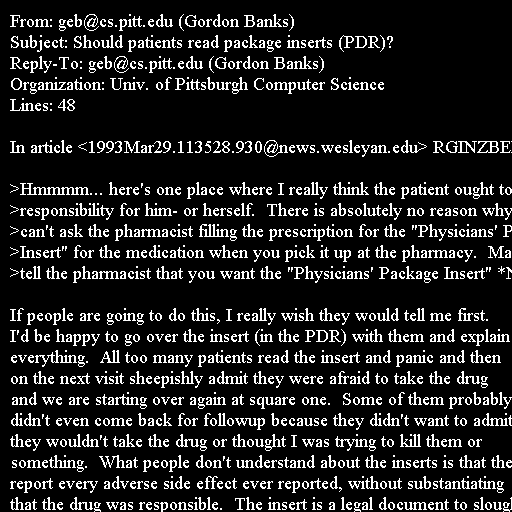 From: geb@cs.pitt.edu (Gordon Banks)
Subject: Should patients read package inserts (PDR)?
Reply-To: geb@cs.pitt.edu (Gordon Banks)
Organization: Univ. of Pittsburgh Computer Science
Lines: 48
In article <1993Mar29.113528.930@news.wesleyan.edu> RGINZBE
>Hmmmm... here's one place where I really think the patient ought to
>responsibility for him- or herself.  There is absolutely no reason why
>can't ask the pharmacist filling the prescription for the "Physicians' P
>Insert" for the medication when you pick it up at the pharmacy.  Ma
>tell the pharmacist that you want the "Physicians' Package Insert" *N
If people are going to do this, I really wish they would tell me first.
I'd be happy to go over the insert (in the PDR) with them and explain
everything.  All too many patients read the insert and panic and then
on the next visit sheepishly admit they were afraid to take the drug
and we are starting over again at square one.  Some of them probably
didn't even come back for followup because they didn't want to admit
they wouldn't take the drug or thought I was trying to kill them or
something.  What people don't understand about the inserts is that the
report every adverse side effect ever reported, without substantiating
that the drug was responsible.  The insert is a legal document to slough